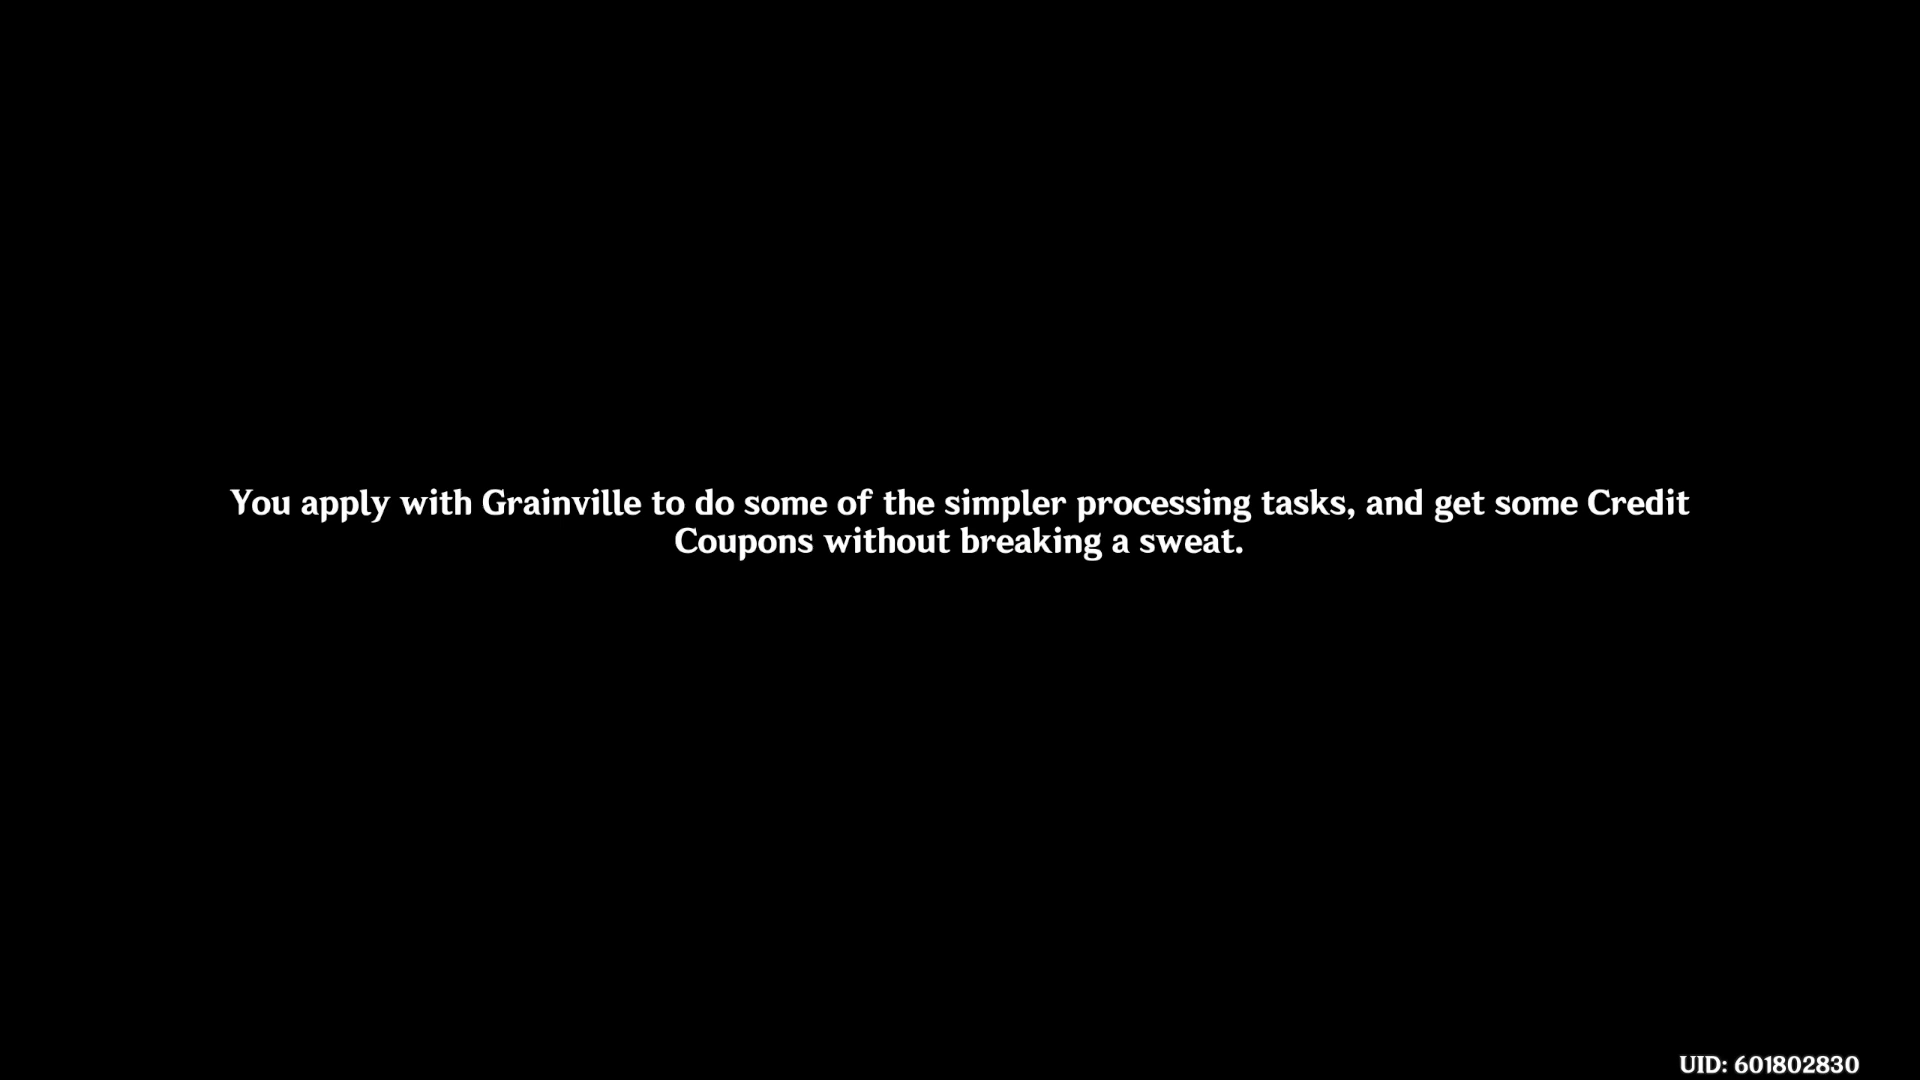 You apply with Grainville to do some of the simpler processing tasks, and get some Credit
Coupons without breaking a sweat.
UID: 601802830